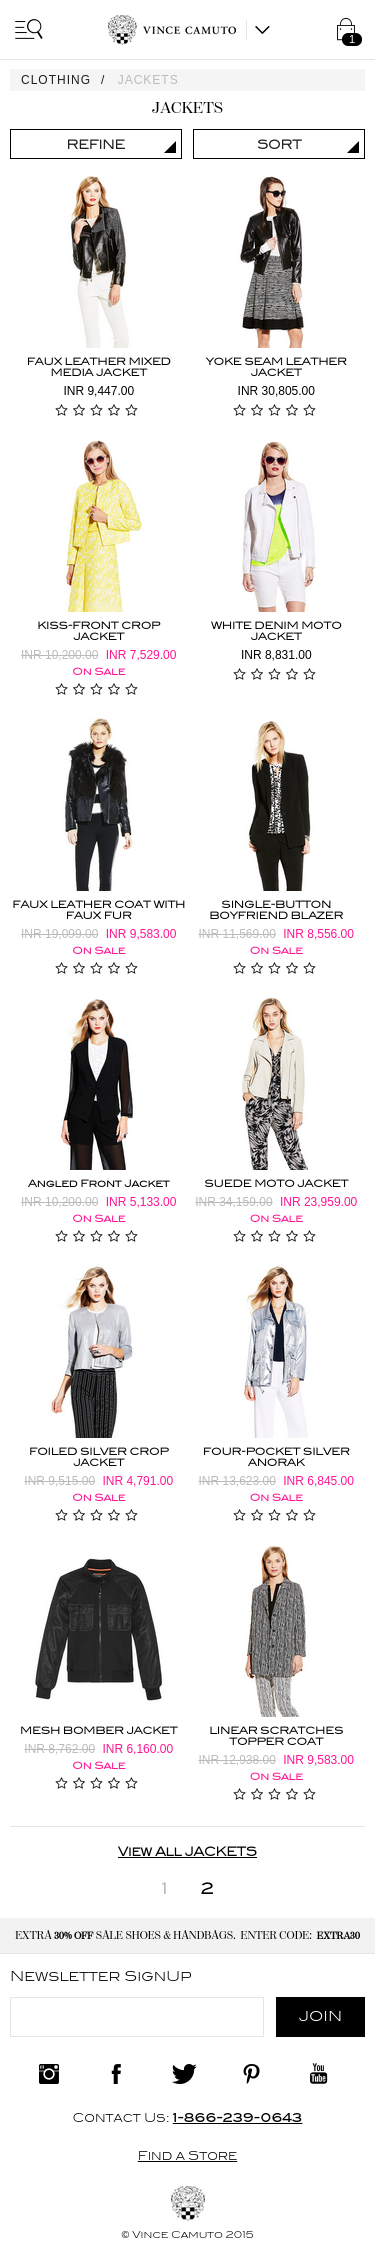 VINCE CAMUTO
1
CLOTHING / JACKETS
JACKETS
REFINE
SORT
FAUX LEATHER MIXED
MEDIA JACKET
INR 9,447.00
YOKE SEAM LEATHER
JACKET
INR 30,805.00
KISS-FRONT CROP
JACKET
INR 10,200.00 INR 7,529.00
On Sale
WHITE DENIM MOTO
JACKET
INR 8,831.00
FAUX LEATHER COAT WITH
FAUX FUR
INR 19,099.00 INR 9,583.00
On Sale
SINGLE-BUTTON
BOYFRIEND BLAZER
INR 11,569.00 INR 8,556.00
On Sale
Angled Front Jacket
INR 10,200.00 INR 5,133.00
On Sale
SUEDE MOTO JACKET
INR 34,159.00 INR 23,959.00
On Sale
FOILED SILVER CROP
JACKET
INR 9,515.00 INR 4,791.00
On Sale
FOUR-POCKET SILVER
ANORAK
INR 13,623.00 INR 6,845.00
On Sale
MESH BOMBER JACKET
INR 8,762.00 INR 6,160.00
On Sale
LINEAR SCRATCHES
TOPPER COAT
INR 12,938.00 INR 9,583.00
On Sale
View All JACKETS
1 2
EXTRA 30% OFF SALE SHOES & HANDBAGS. ENTER CODE: EXTRA30
Newsletter SignUp
JOIN
You Tube
Contact Us: 1-866-239-0643
Find a Store
© Vince Camuto 2015